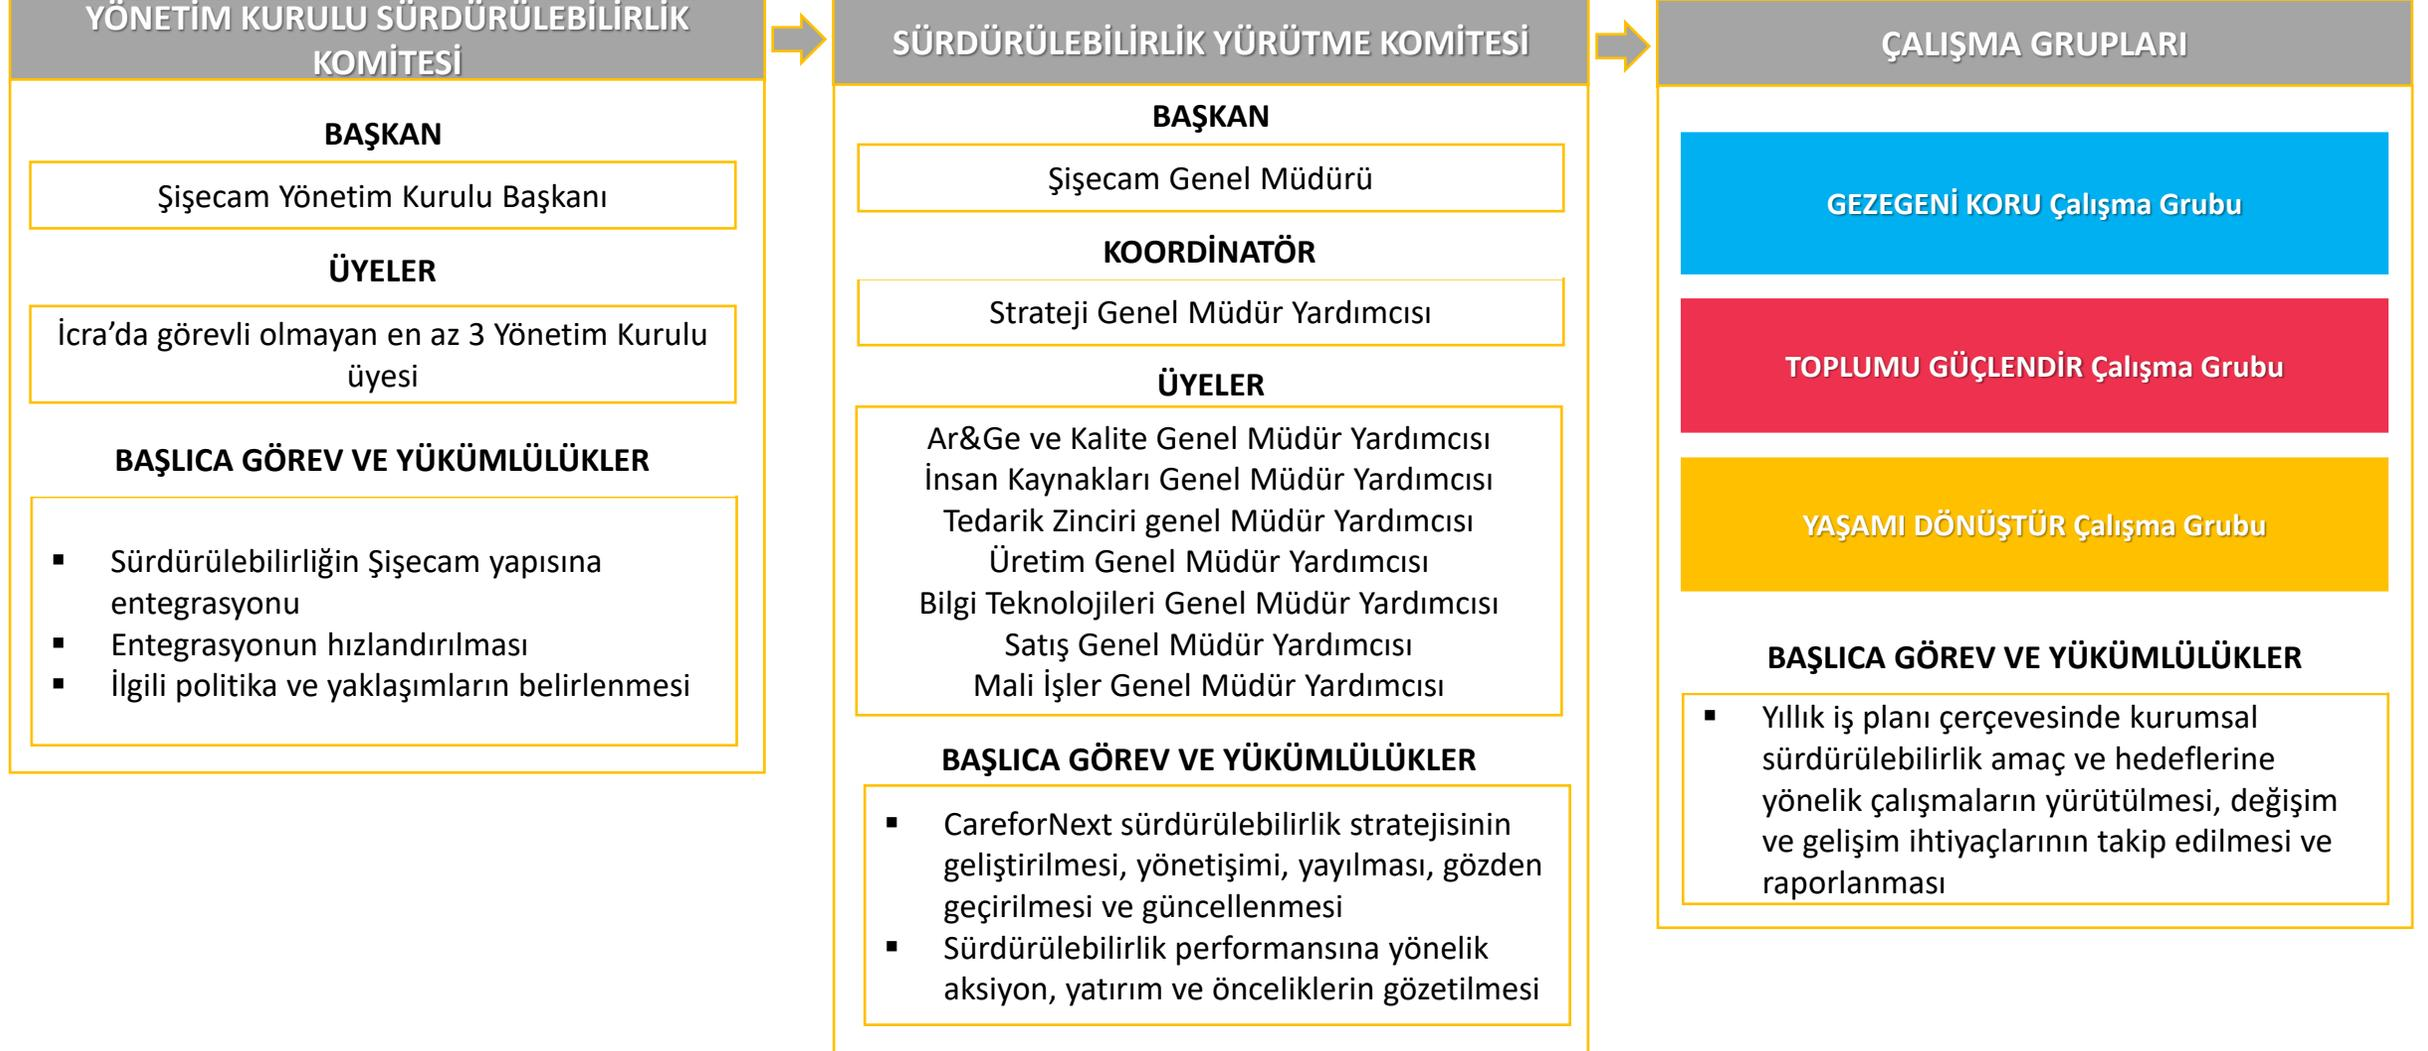 YÖNETİM KURULU SÜRDÜRÜLEBİLİRLİK
KOMİTESİ
BAŞKAN
Şişecam Yönetim Kurulu Başkanı
ÜYELER
İcra’da görevli olmayan en az 3 Yönetim Kurulu
üyesi
BAŞLICA GÖREV VE YÜKÜMLÜLÜKLER
▪ Sürdürülebilirliğin Şişecam yapısına
entegrasyonu
▪ Entegrasyonun hızlandırılması
▪ İlgili politika ve yaklaşımların belirlenmesi
SÜRDÜRÜLEBİLİRLİK YÜRÜTME KOMİTESİ
BAŞKAN
Şişecam Genel Müdürü
KOORDİNATÖR
Strateji Genel Müdür Yardımcısı
ÜYELER
Ar&Ge ve Kalite Genel Müdür Yardımcısı
İnsan Kaynakları Genel Müdür Yardımcısı
Tedarik Zinciri genel Müdür Yardımcısı
Üretim Genel Müdür Yardımcısı
Bilgi Teknolojileri Genel Müdür Yardımcısı
Satış Genel Müdür Yardımcısı
Mali İşler Genel Müdür Yardımcısı
BAŞLICA GÖREV VE YÜKÜMLÜLÜKLER
▪ CareforNext sürdürülebilirlik stratejisinin
geliştirilmesi, yönetişimi, yayılması, gözden
geçirilmesi ve güncellenmesi
▪ Sürdürülebilirlik performansına yönelik
aksiyon, yatırım ve önceliklerin gözetilmesi
ÇALIŞMA GRUPLARI
GEZEGENİ KORU Çalışma Grubu
TOPLUMU GÜÇLENDİR Çalışma Grubu
YAŞAMI DÖNÜŞTÜR Çalışma Grubu
BAŞLICA GÖREV VE YÜKÜMLÜLÜKLER
▪ Yıllık iş planı çerçevesinde kurumsal
sürdürülebilirlik amaç ve hedeflerine
yönelik çalışmaların yürütülmesi, değişim
ve gelişim ihtiyaçlarının takip edilmesi ve
raporlanması